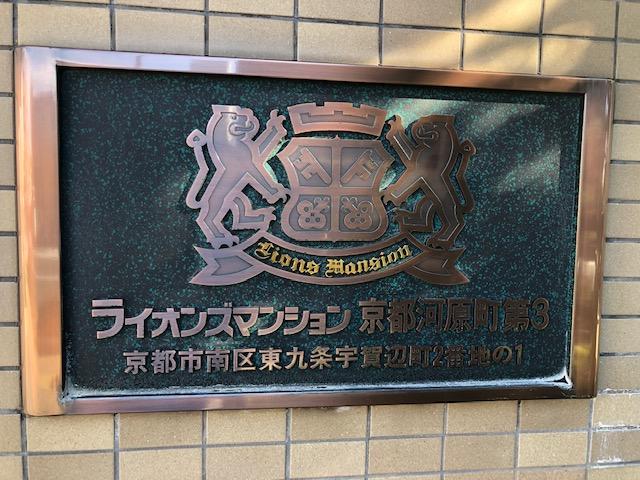 Lions Mansion
ライオンズマンション 京都河原町第3
京都市南区東九条宇賀辺町2番地の1